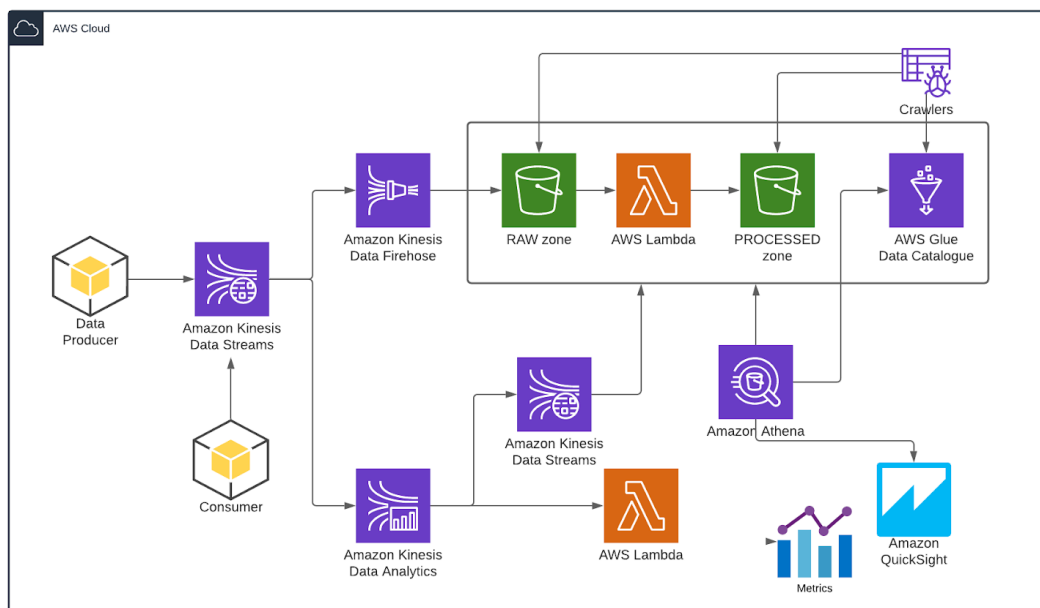 AWS Cloud
Crawlers
Amazon Kinesis
Data Firehose
RAW zone
AWS Lambda
PROCESSED
zone
AWS Glue
Data Catalogue
Data
Producer
Amazon Kinesis
Data Streams
Amazon Kinesis
Data Streams
Amazon Athena
Consumer
Amazon Kinesis
Data Analytics
AWS Lambda
Amazon
QuickSight
Metrics